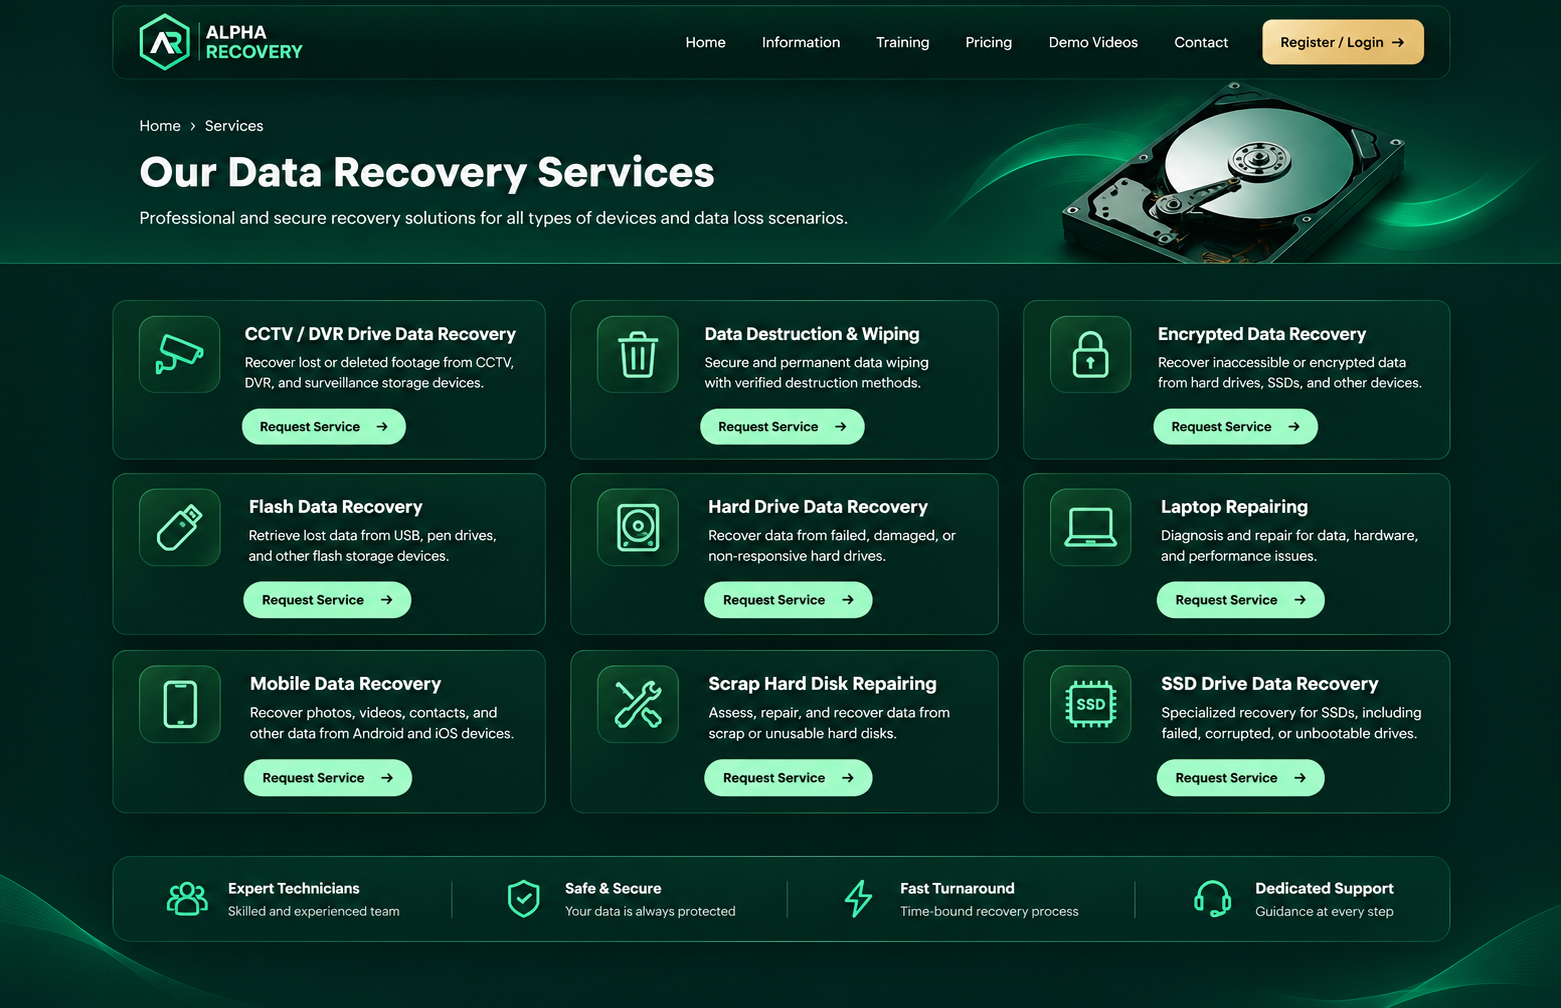 ALPHA
RECOVERY
Home
Information
Training
Pricing
Demo Videos
Contact
Register / Login →
Home › Services
Our Data Recovery Services
Professional and secure recovery solutions for all types of devices and data loss scenarios.
CCTV / DVR Drive Data Recovery
Recover lost or deleted footage from CCTV,
DVR, and surveillance storage devices.
Request Service →
Data Destruction & Wiping
Secure and permanent data wiping
with verified destruction methods.
Request Service →
Encrypted Data Recovery
Recover inaccessible or encrypted data
from hard drives, SSDs, and other devices.
Request Service →
Flash Data Recovery
Retrieve lost data from USB, pen drives,
and other flash storage devices.
Request Service →
Hard Drive Data Recovery
Recover data from failed, damaged, or
non-responsive hard drives.
Request Service →
Laptop Repairing
Diagnosis and repair for data, hardware,
and performance issues.
Request Service →
Mobile Data Recovery
Recover photos, videos, contacts, and
other data from Android and iOS devices.
Request Service →
Scrap Hard Disk Repairing
Assess, repair, and recover data from
scrap or unusable hard disks.
Request Service →
SSD
SSD Drive Data Recovery
Specialized recovery for SSDs, including
failed, corrupted, or unbootable drives.
Request Service →
Expert Technicians
Skilled and experienced team
Safe & Secure
Your data is always protected
Fast Turnaround
Time-bound recovery process
Dedicated Support
Guidance at every step